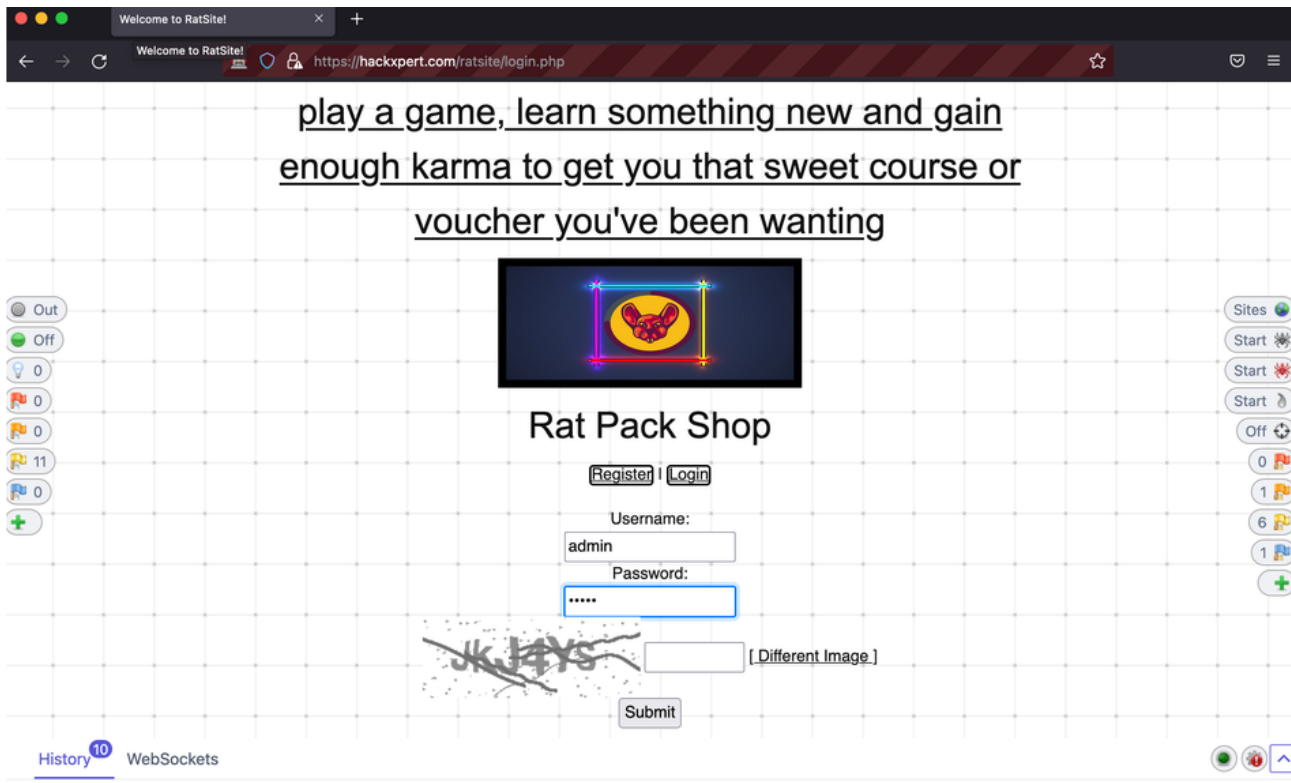 Welcome to RatSite!
Welcome to RatSite!
https://hackxpert.com/ratsite/login.php
play a game, learn something new and gain
enough karma to get you that sweet course or
voucher you've been wanting
Out
Off
0
0
0
11
0
Sites
Start
Start
Start
Off
0
1
6
1
Rat Pack Shop
Register | Login
Username:
admin
Password:
•••••
JkJ4YS
[ Different Image ]
Submit
History 10 WebSockets